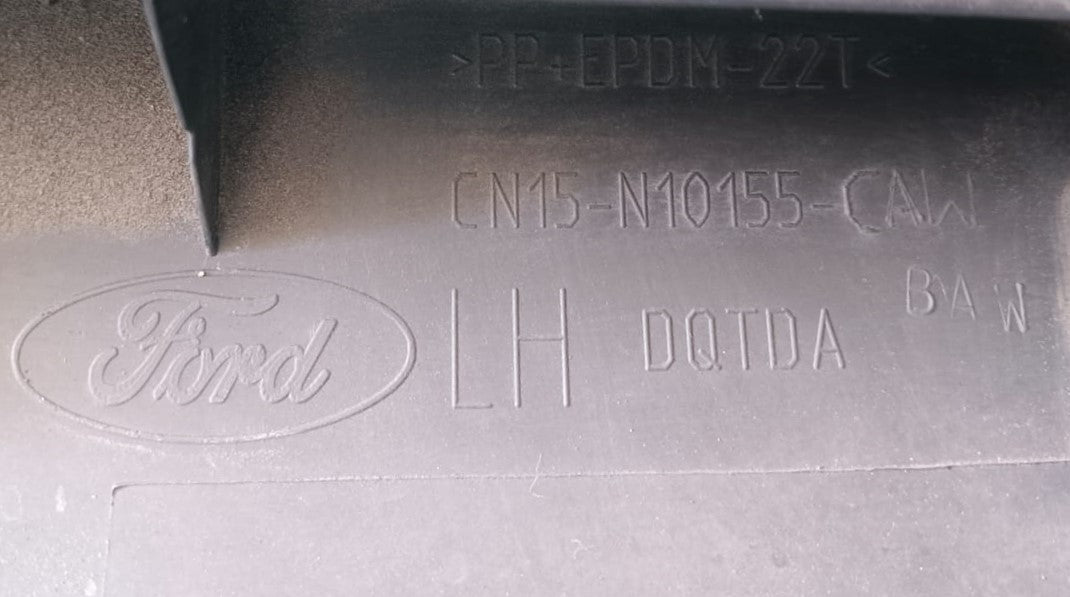 >PP+EPDM-22T<
CN15-N10155-CAW
BAW
Ford LH DQTDA